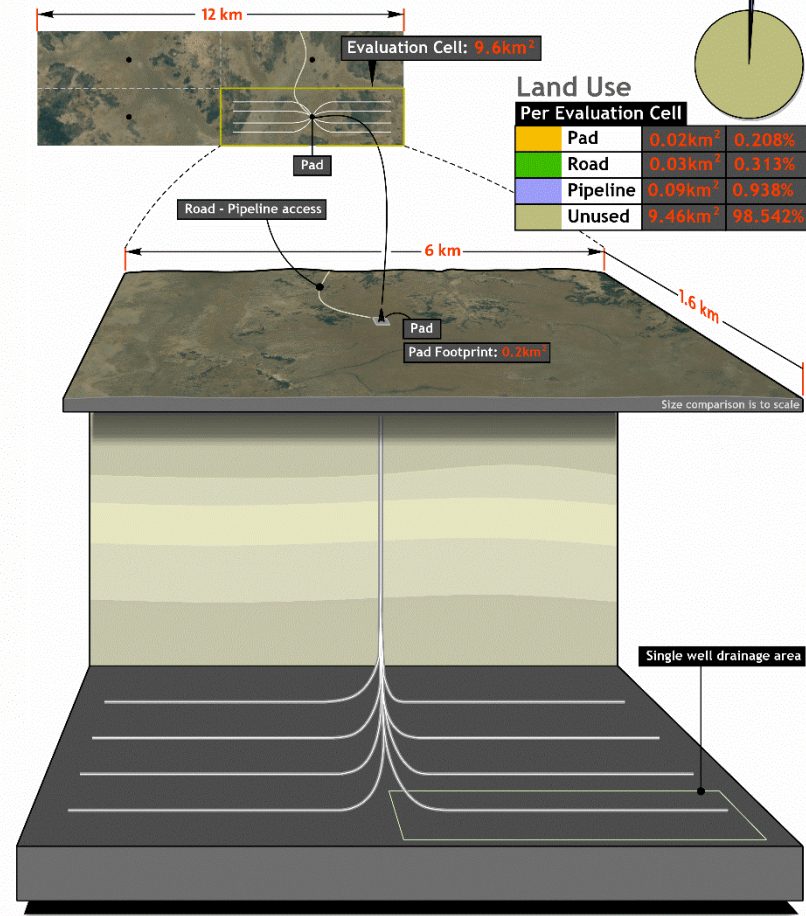 12 km
Evaluation Cell: 9.6km²
Land Use
Per Evaluation Cell
Pad 0.02km² 0.208%
Road 0.03km² 0.313%
Pipeline 0.09km² 0.938%
Unused 9.46km² 98.542%
Pad
Road - Pipeline access
6 km
1.6 km
Pad
Pad Footprint: 0.2km²
Size comparison is to scale
Single well drainage area